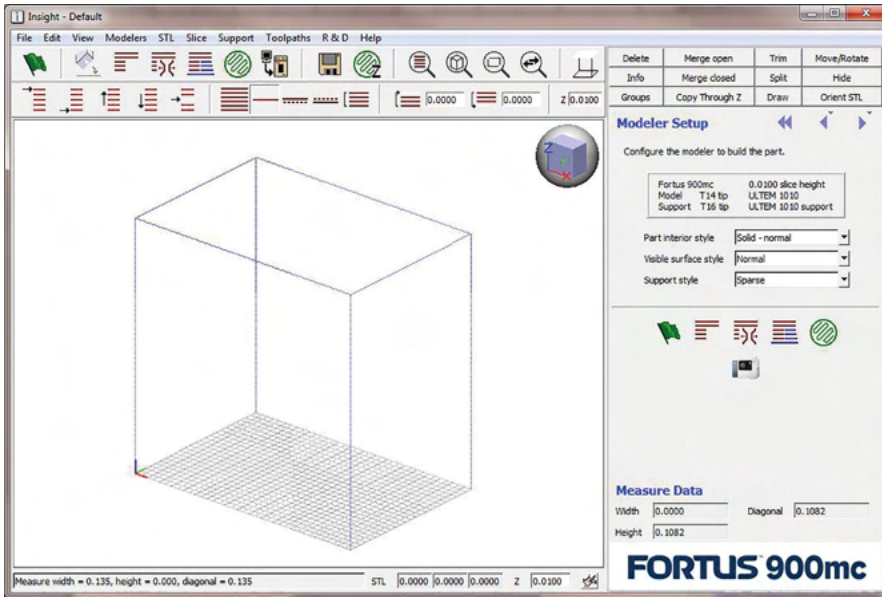 Insight - Default
File Edit View Modelers STL Slice Support Toolpaths R & D Help
Delete Merge open Trim Move/Rotate
Info Merge closed Split Hide
Groups Copy Through Z Draw Orient STL
0.0000 0.0000 Z 0.0100
Modeler Setup
Configure the modeler to build the part.
Fortus 900mc 0.0100 slice height
Model T14 tip ULTEM 1010
Support T16 tip ULTEM 1010 support
Part interior style Solid - normal
Visible surface style Normal
Support style Sparse
Z
Y
X
Measure Data
Width 0.0000 Diagonal 0.1082
Height 0.1082
FORTUS 900mc
Measure width = 0.135, height = 0.000, diagonal = 0.135 STL 0.0000 0.0000 0.0000 Z 0.0100